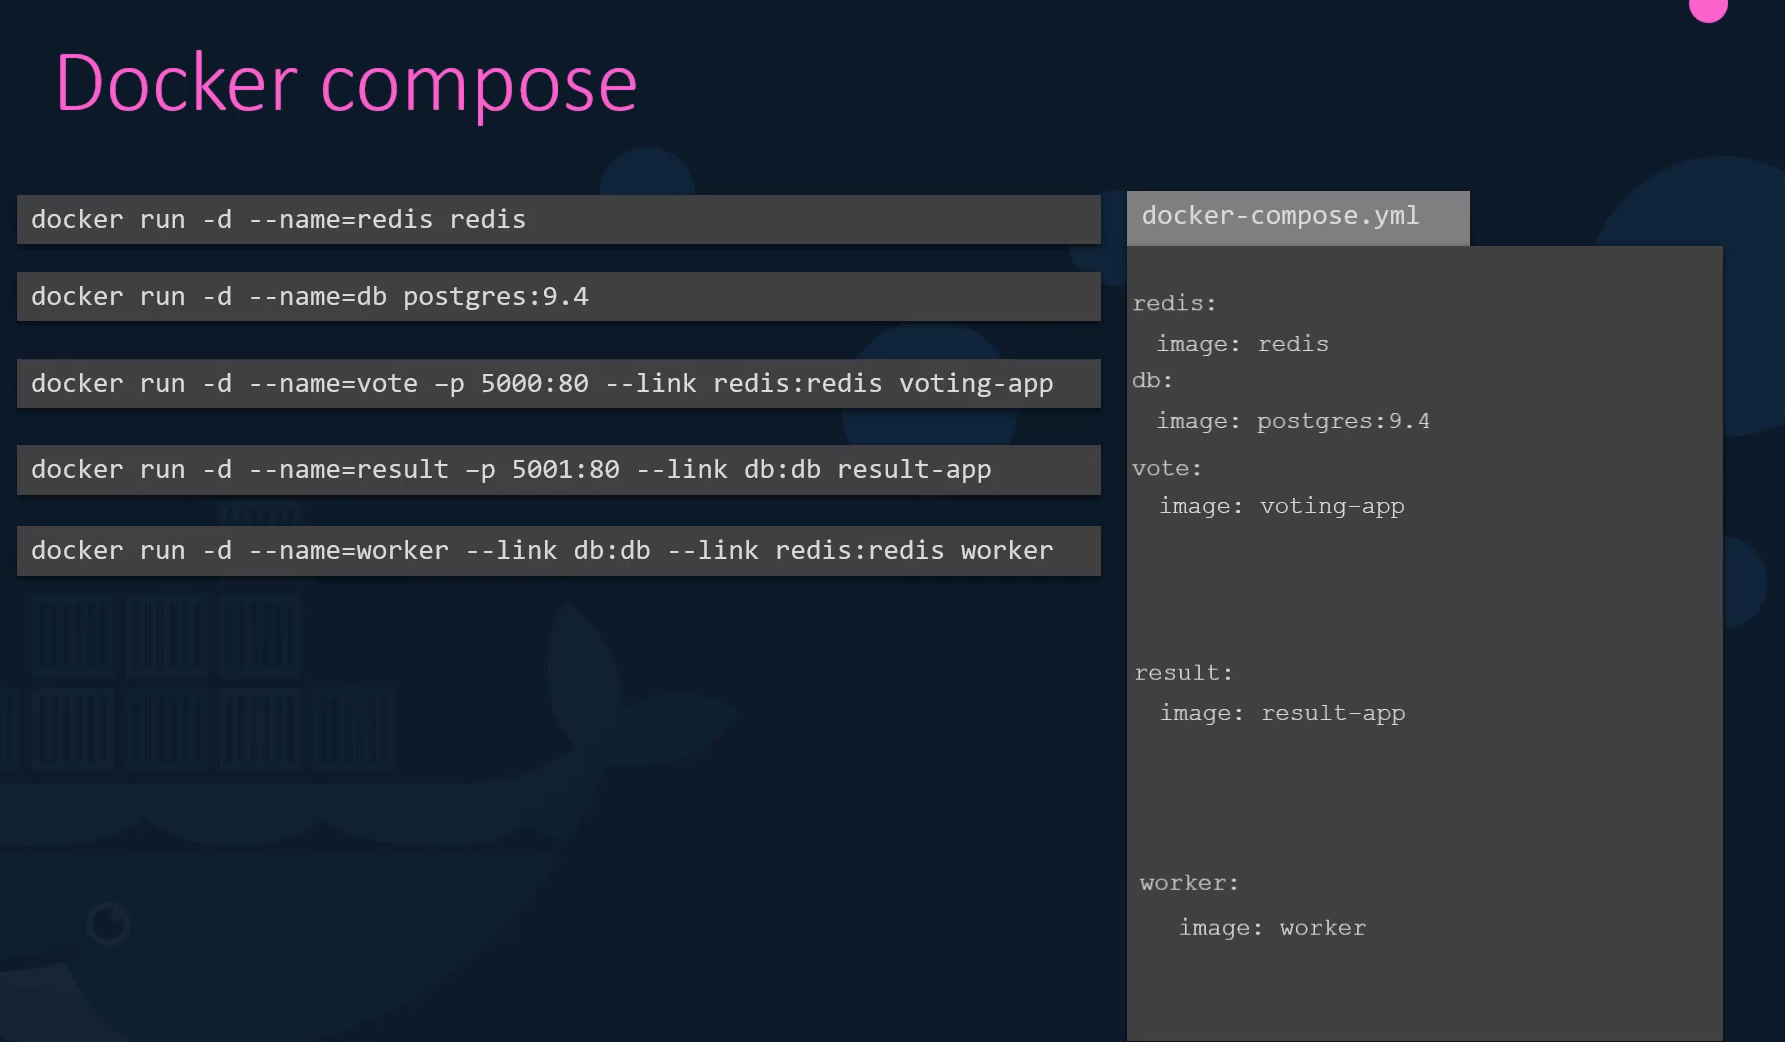 Docker compose
docker run -d --name=redis redis
docker run -d --name=db postgres:9.4
docker run -d --name=vote –p 5000:80 --link redis:redis voting-app
docker run -d --name=result –p 5001:80 --link db:db result-app
docker run -d --name=worker --link db:db --link redis:redis worker
docker-compose.yml
redis:
image: redis
db:
image: postgres:9.4
vote:
image: voting-app
result:
image: result-app
worker:
image: worker